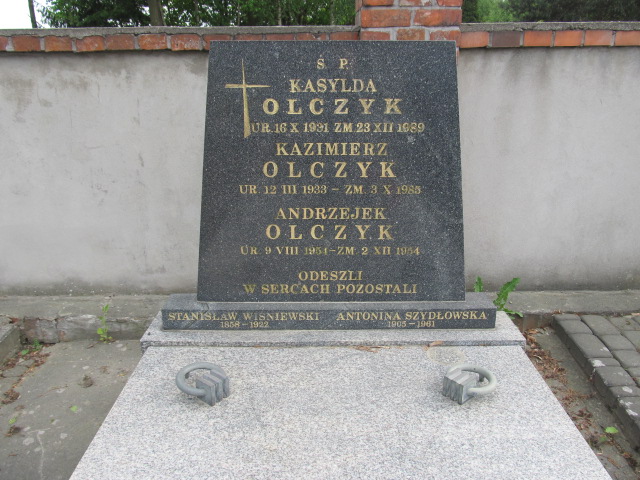 Ś P.
KASYLDA
OLCZYK
UR. 16 X 1931 ZM 23 XII 1989
KAZIMIERZ
OLCZYK
UR. 12 III 1933 – ZM. 3 X 1985
ANDRZEJEK
OLCZYK
UR. 9 VIII 1954 – ZM. 2 XII 1954
ODESZLI
W SERCACH POZOSTALI
STANISŁAW WIŚNIEWSKI ANTONINA SZYDŁOWSKA
1858 – 1922 1905 – 1961